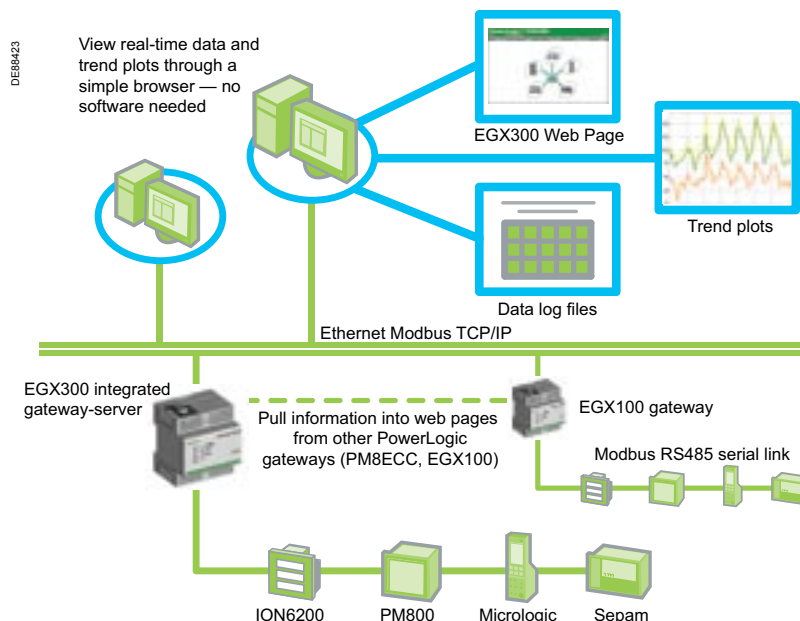 DE88423
View real-time data and
trend plots through a
simple browser — no
software needed
EGX300 Web Page
Trend plots
Data log files
Ethernet Modbus TCP/IP
EGX300 integrated
gateway-server
Pull information into web pages
from other PowerLogic
gateways (PM8ECC, EGX100)
EGX100 gateway
Modbus RS485 serial link
ION6200
PM800
Micrologic
Sepam